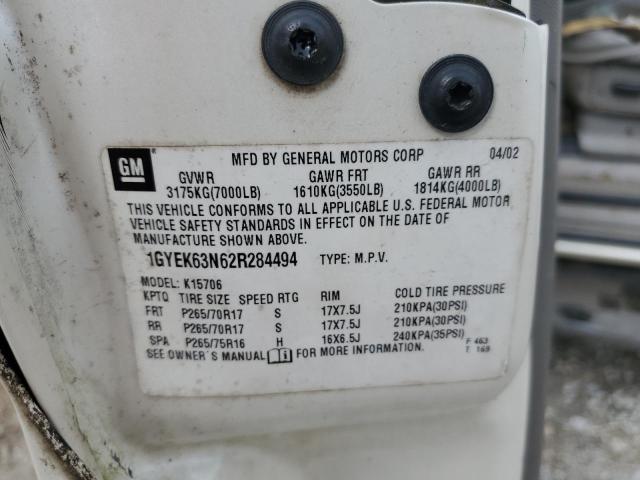 GM
MFD BY GENERAL MOTORS CORP 04/02
GVWR GAWR FRT GAWR RR
3175KG(7000LB) 1610KG(3550LB) 1814KG(4000LB)
THIS VEHICLE CONFORMS TO ALL APPLICABLE U.S. FEDERAL MOTOR
VEHICLE SAFETY STANDARDS IN EFFECT ON THE DATE OF
MANUFACTURE SHOWN ABOVE.
1GYEK63N62R284494 TYPE: M.P.V.
MODEL: K15706
KPTQ TIRE SIZE SPEED RTG RIM COLD TIRE PRESSURE
FRT P265/70R17 S 17X7.5J 210KPA(30PSI)
RR P265/70R17 S 17X7.5J 210KPA(30PSI)
SPA P265/75R16 H 16X6.5J 240KPA(35PSI)
SEE OWNER'S MANUAL FOR MORE INFORMATION.
F 463
T 169